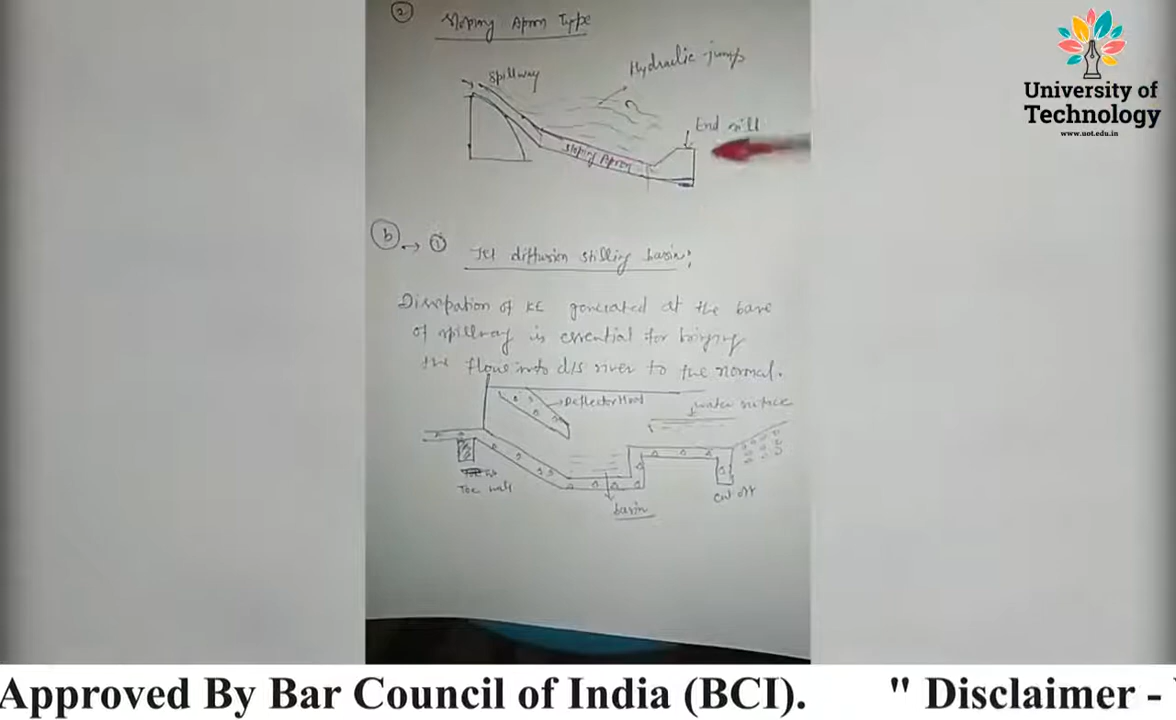 ② Sloping Apron Type
Spillway
Hydraulic jump
End sill
Sloping Apron
b → ① Jet diffusion stilling basin:
Dissipation of KE generated at the base
of spillway is essential for bringing
the flow into d/s river to the normal.
Deflector Hood
water surface
Toe wall
basin
cut off
University of
Technology
www.uot.edu.in
Approved By Bar Council of India (BCI). " Disclaimer -